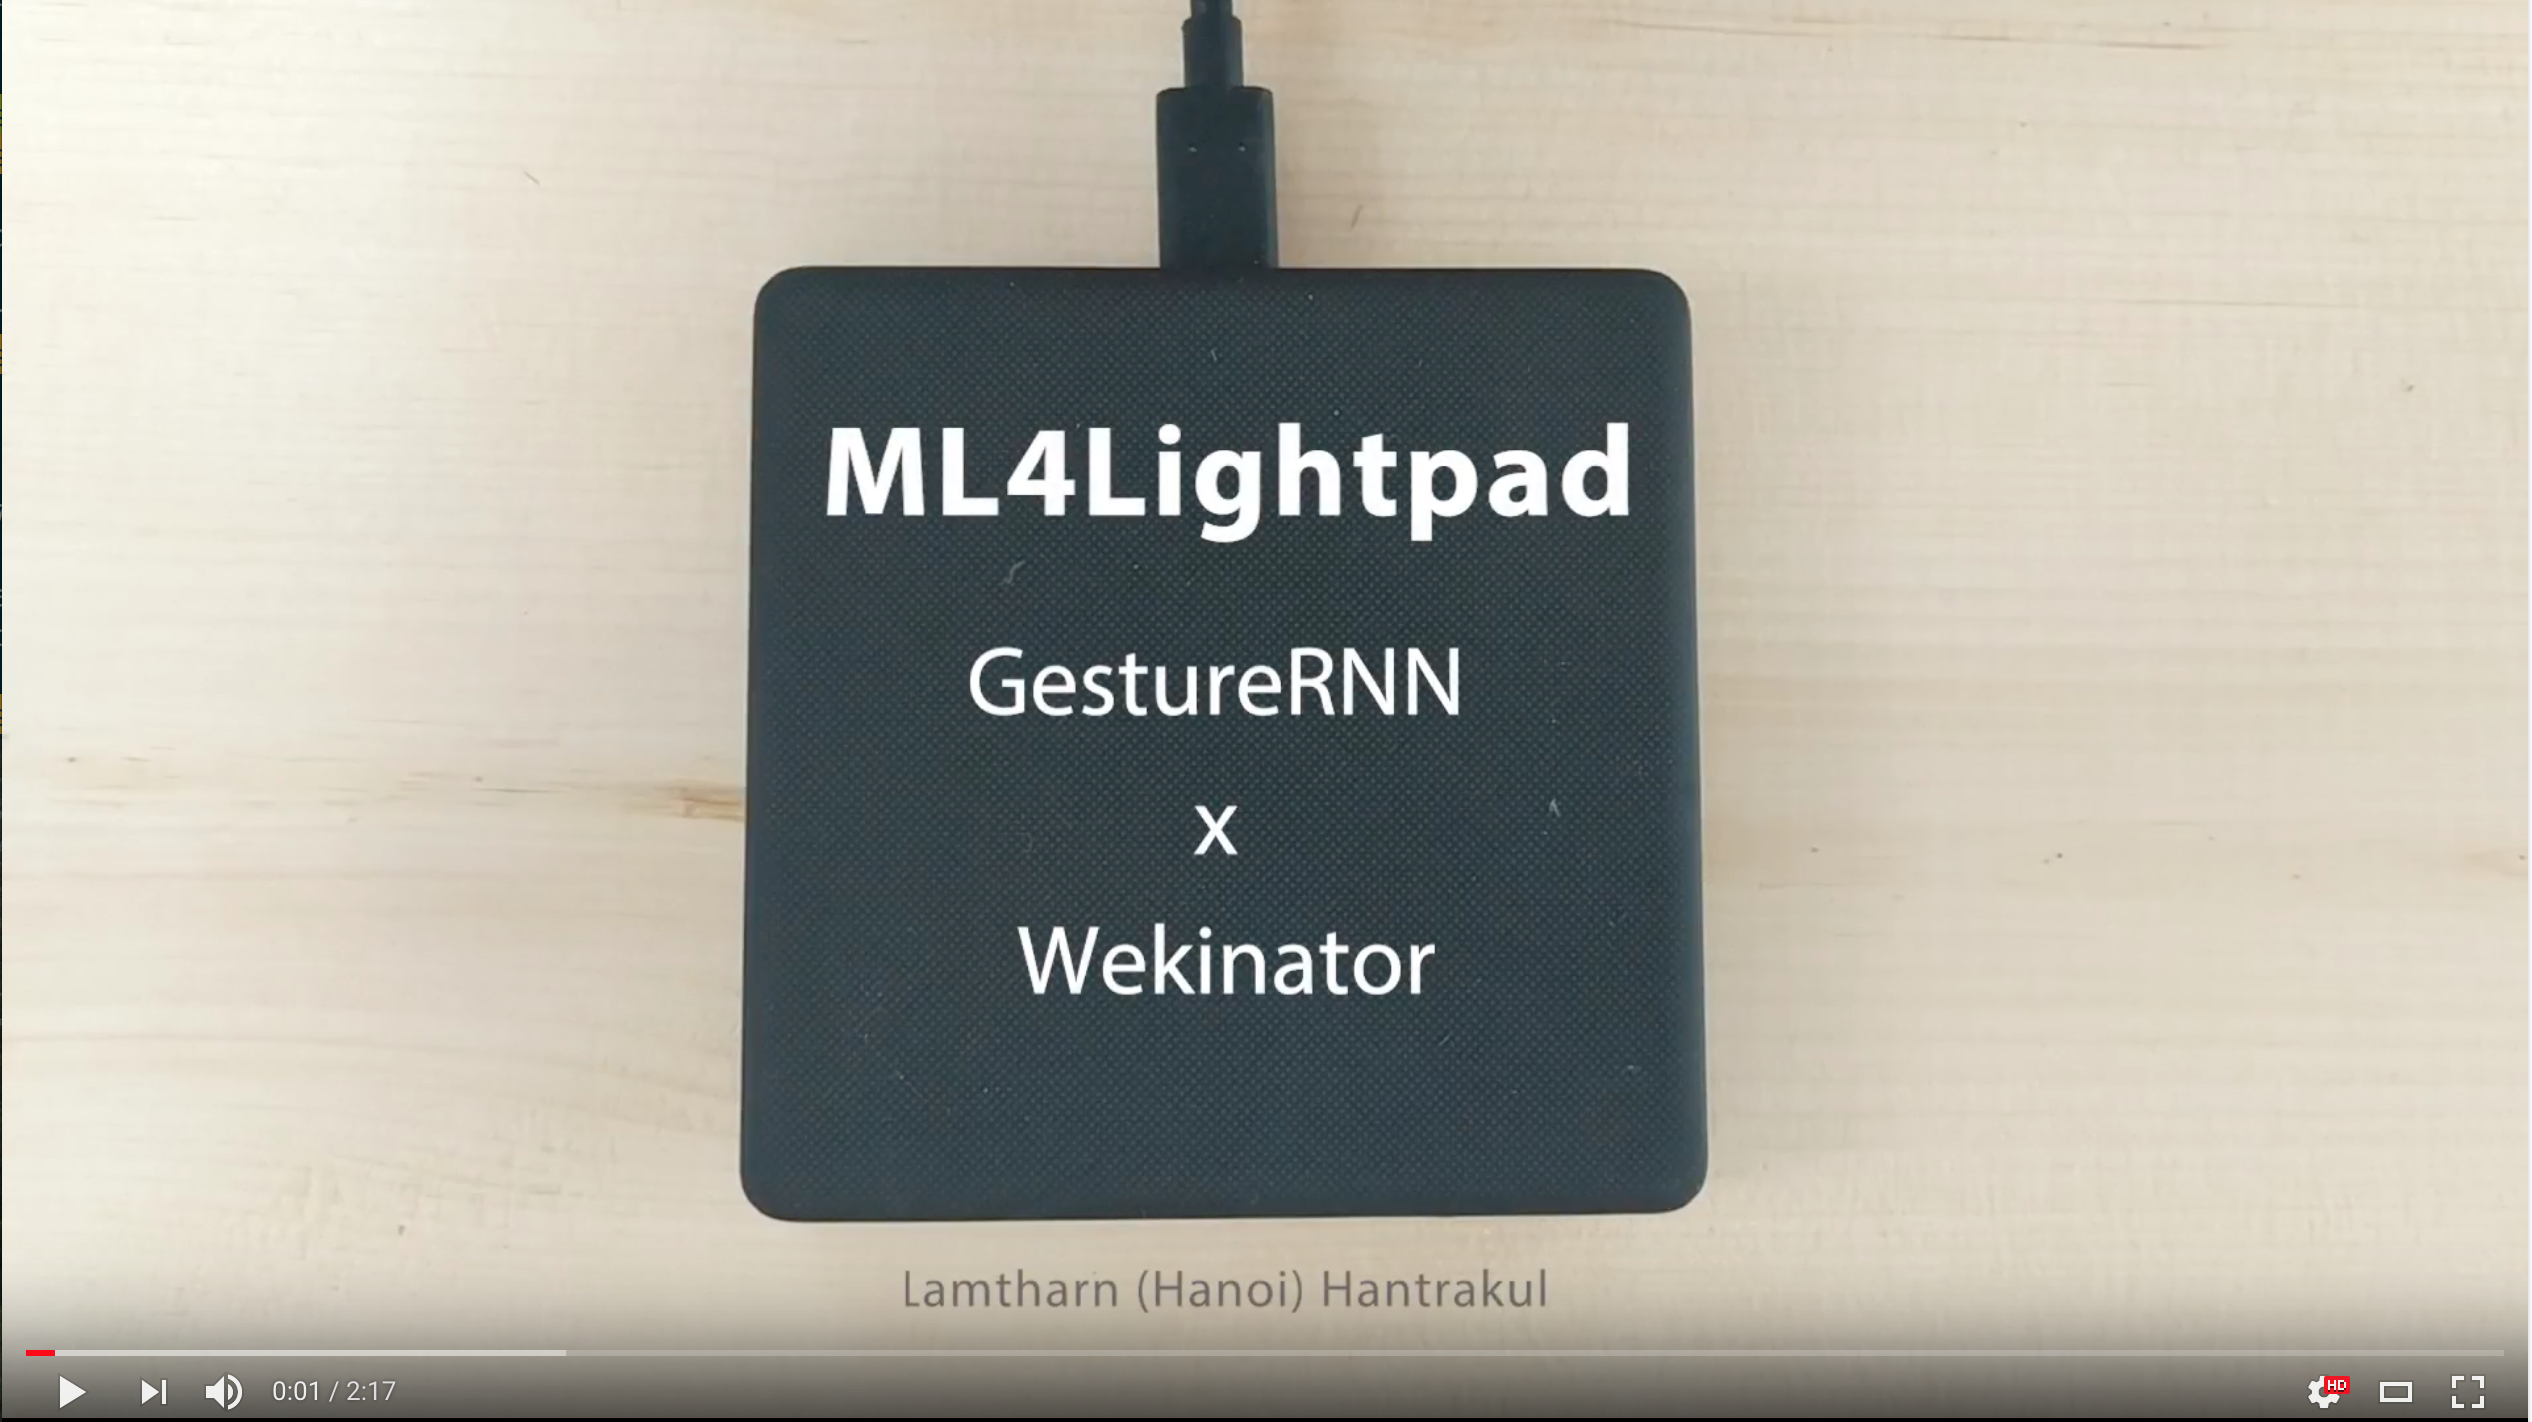 ML4Lightpad
GestureRNN
x
Wekinator
Lamtharn (Hanoi) Hantrakul
0:01 / 2:17
HD